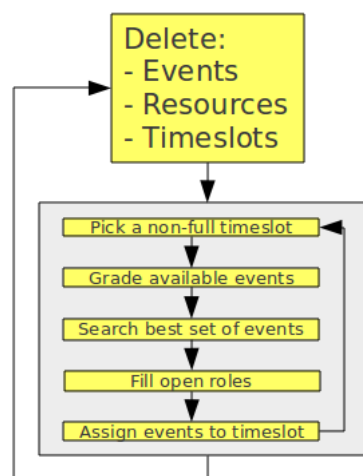 Delete:
- Events
- Resources
- Timeslots
Pick a non-full timeslot
Grade available events
Search best set of events
Fill open roles
Assign events to timeslot